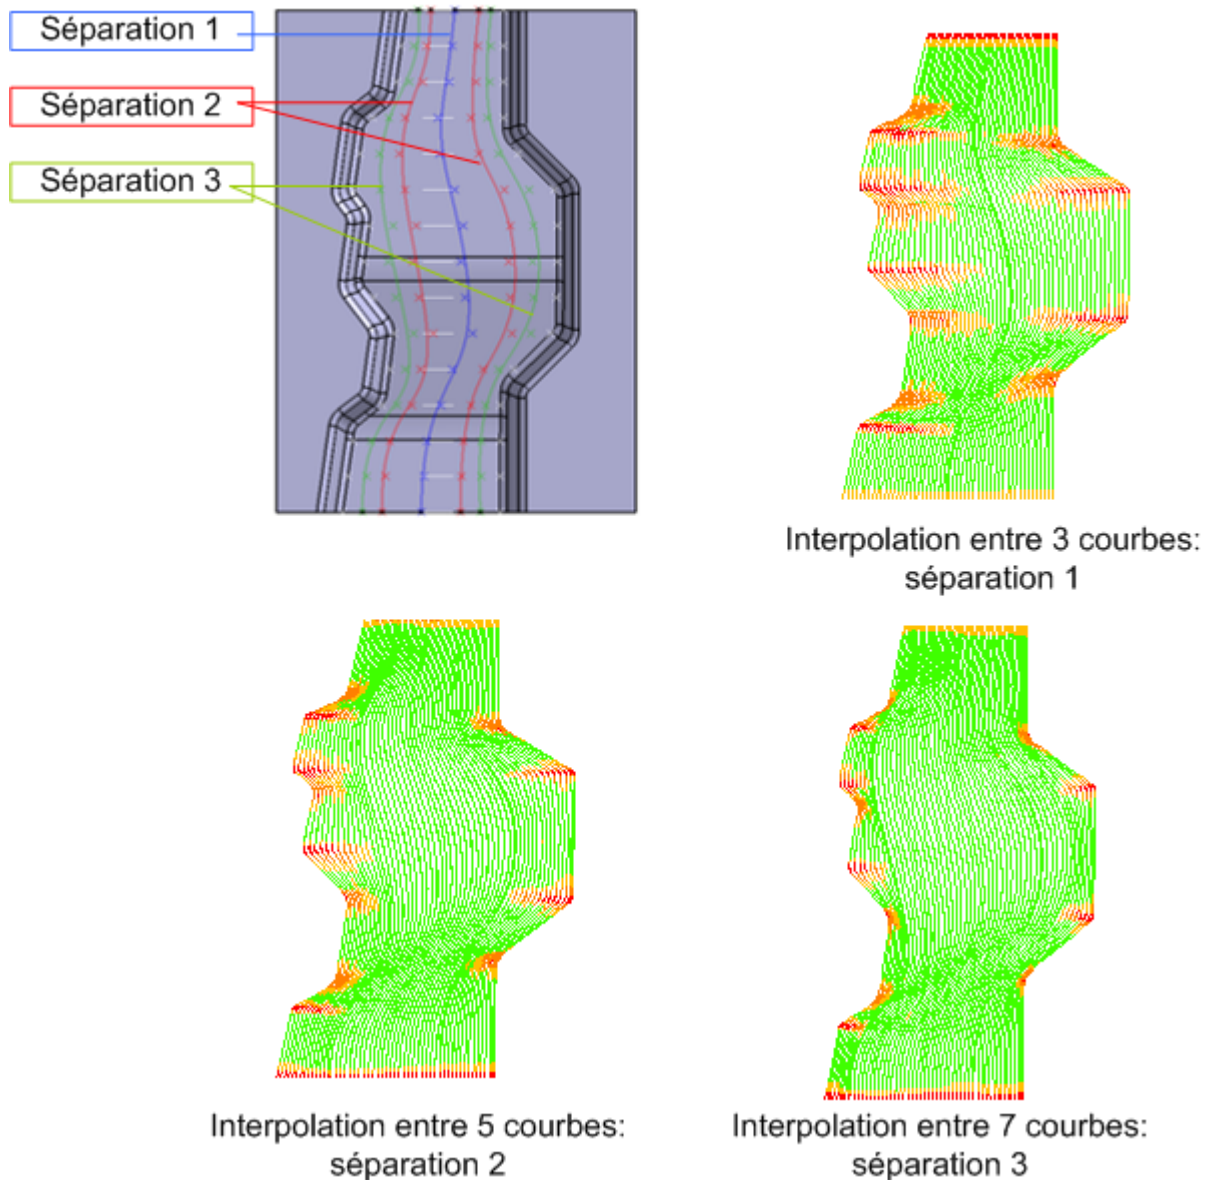 Séparation 1
Séparation 2
Séparation 3
Interpolation entre 3 courbes:
séparation 1
Interpolation entre 5 courbes:
séparation 2
Interpolation entre 7 courbes:
séparation 3